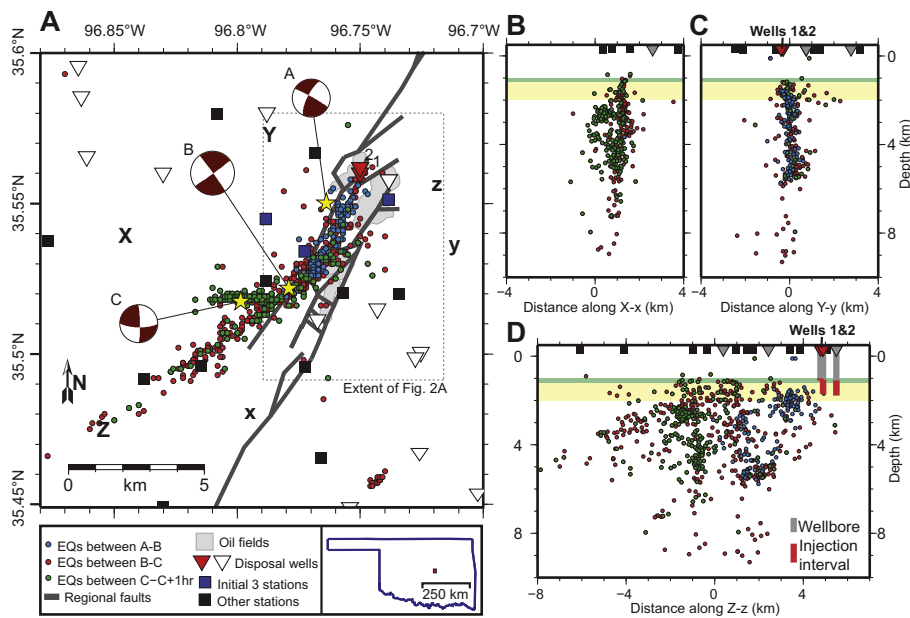 A
96.85°W
96.8°W
96.75°W
96.7°W
35.6°N
35.55°N
35.5°N
35.45°N
A
B
C
Y
X
x
Z
z
y
2
1
N
Extent of Fig. 2A
0 5
km
EQs between A-B
EQs between B-C
EQs between C−C+1hr
Regional faults
Oil fields
Disposal wells
Initial 3 stations
Other stations
250 km
B
−4 0 4
Distance along X-x (km)
C
Wells 1&2
0
4
8
Depth (km)
−4 0 4
Distance along Y-y (km)
D
Wells 1&2
0
4
8
Depth (km)
0
4
8
Wellbore
Injection
interval
−8 −4 0 4 8
Distance along Z-z (km)